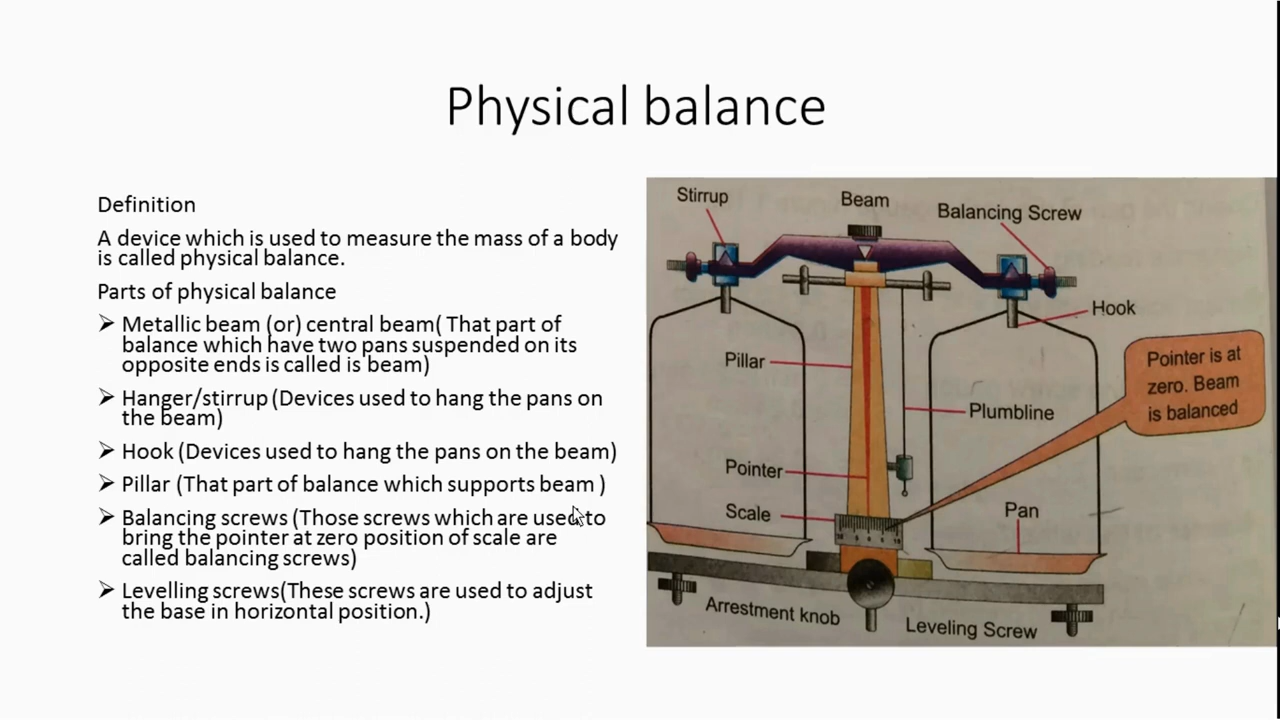 Physical balance
Definition
A device which is used to measure the mass of a body
is called physical balance.
Parts of physical balance
➢ Metallic beam (or) central beam( That part of
balance which have two pans suspended on its
opposite ends is called is beam)
➢ Hanger/stirrup (Devices used to hang the pans on
the beam)
➢ Hook (Devices used to hang the pans on the beam)
➢ Pillar (That part of balance which supports beam )
➢ Balancing screws (Those screws which are used to
bring the pointer at zero position of scale are
called balancing screws)
➢ Levelling screws(These screws are used to adjust
the base in horizontal position.)
Stirrup
Beam
Balancing Screw
Hook
Pillar
Pointer is at
zero. Beam
is balanced
Plumbline
Pointer
Scale
Pan
Arrestment knob
Leveling Screw